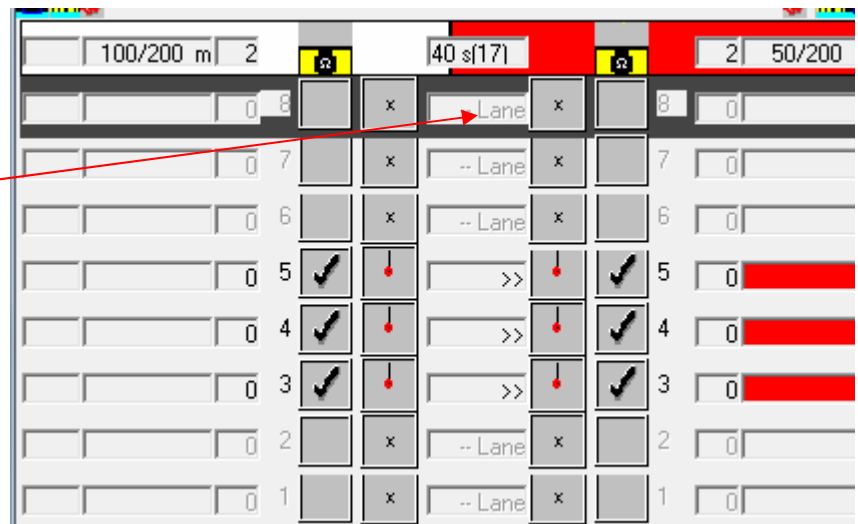 100/200 m 2 Ω 40 s(17) Ω 2 50/200
0 8 x -- Lane x 8 0
0 7 x -- Lane x 7 0
0 6 x -- Lane x 6 0
0 5 >> 5 0
0 4 >> 4 0
0 3 >> 3 0
0 2 x -- Lane x 2 0
0 1 x -- Lane x 1 0